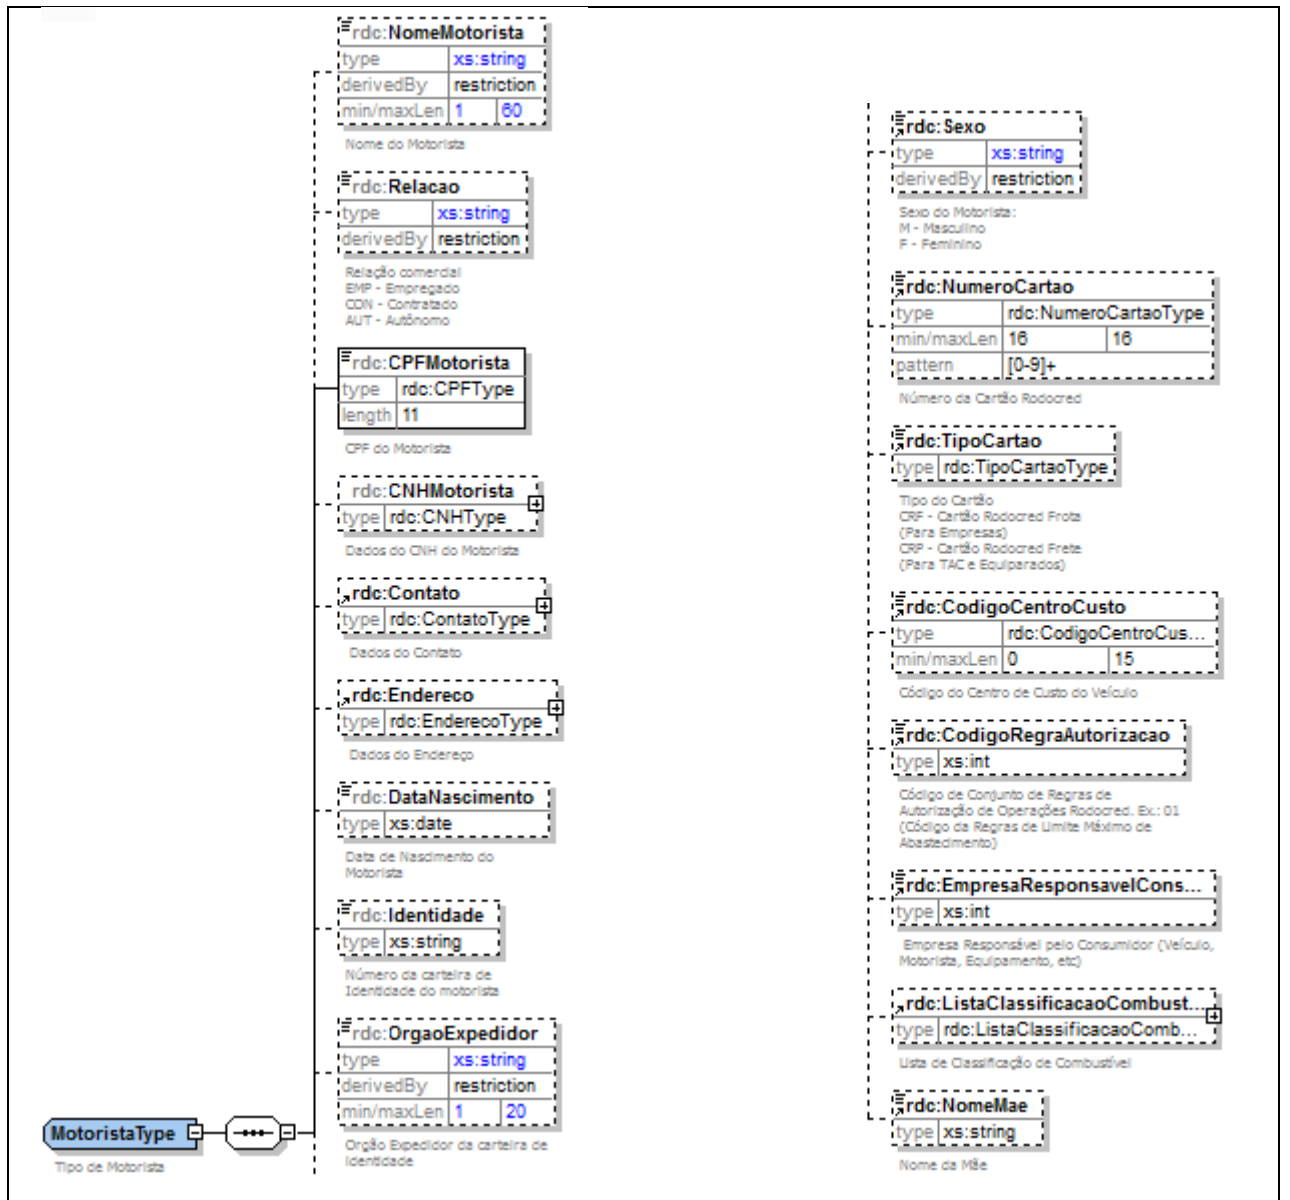 rdc:NomeMotorista
type xs:string
derivedBy restriction
min/maxLen 1 60
Nome do Motorista
rdc:Relacao
type xs:string
derivedBy restriction
Relação comercial
EMP - Empregado
CON - Contratado
AUT - Autônomo
rdc:CPFMotorista
type rdc:CPFType
length 11
CPF do Motorista
rdc:CNHMotorista
type rdc:CNHType
Dados do CNH do Motorista
rdc:Contato
type rdc:ContatoType
Dados do Contato
rdc:Endereco
type rdc:EnderecoType
Dados do Endereço
rdc:DataNascimento
type xs:date
Data de Nascimento do
Motorista
rdc:Identidade
type xs:string
Número da carteira de
Identidade do motorista
rdc:OrgaoExpedidor
type xs:string
derivedBy restriction
min/maxLen 1 20
Orgão Expedidor da carteira de
Identidade
MotoristaType
Tipo de Motorista
rdc:Sexo
type xs:string
derivedBy restriction
Sexo do Motorista:
M - Masculino
F - Feminino
rdc:NumeroCartao
type rdc:NumeroCartaoType
min/maxLen 16 16
pattern [0-9]+
Número da Cartão Rodocred
rdc:TipoCartao
type rdc:TipoCartaoType
Tipo do Cartão
CRF - Cartão Rodocred Frota
(Para Empresas)
CRP - Cartão Rodocred Frete
(Para TAC e Equiparados)
rdc:CodigoCentroCusto
type rdc:CodigoCentroCus...
min/maxLen 0 15
Código do Centro de Custo do Veículo
rdc:CodigoRegraAutorizacao
type xs:int
Código de Conjunto de Regras de
Autorização de Operações Rodocred. Ex.: 01
(Código da Regras de Limite Máximo de
Abastecimento)
rdc:EmpresaResponsavelCons...
type xs:int
Empresa Responsável pelo Consumidor (Veículo,
Motorista, Equipamento, etc)
rdc:ListaClassificacaoCombust...
type rdc:ListaClassificacaoComb...
Lista de Classificação de Combustível
rdc:NomeMae
type xs:string
Nome da Mãe